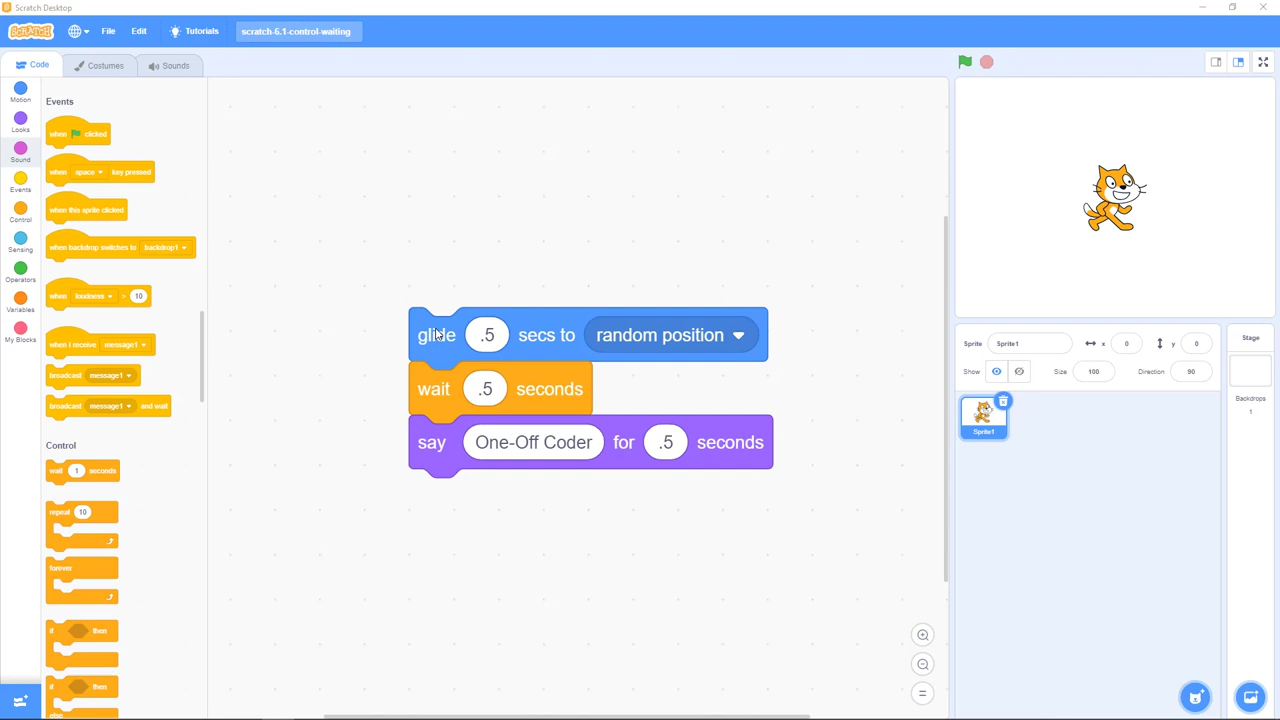 Scratch Desktop
SCRATCH File Edit Tutorials scratch-5.1-control-waiting
Code Costumes Sounds
Motion
Looks
Sound
Events
Control
Sensing
Operators
Variables
My Blocks
Events
when clicked
when space key pressed
when this sprite clicked
when backdrop switches to backdrop1
when loudness > 10
when I receive message1
broadcast message1
broadcast message1 and wait
Control
wait 1 seconds
repeat 10
forever
if then
if then
else
glide .5 secs to random position
wait .5 seconds
say One-Off Coder for .5 seconds
Sprite Sprite1 x 0 y 0
Show Size 100 Direction 90
Sprite1
Stage
Backdrops
1